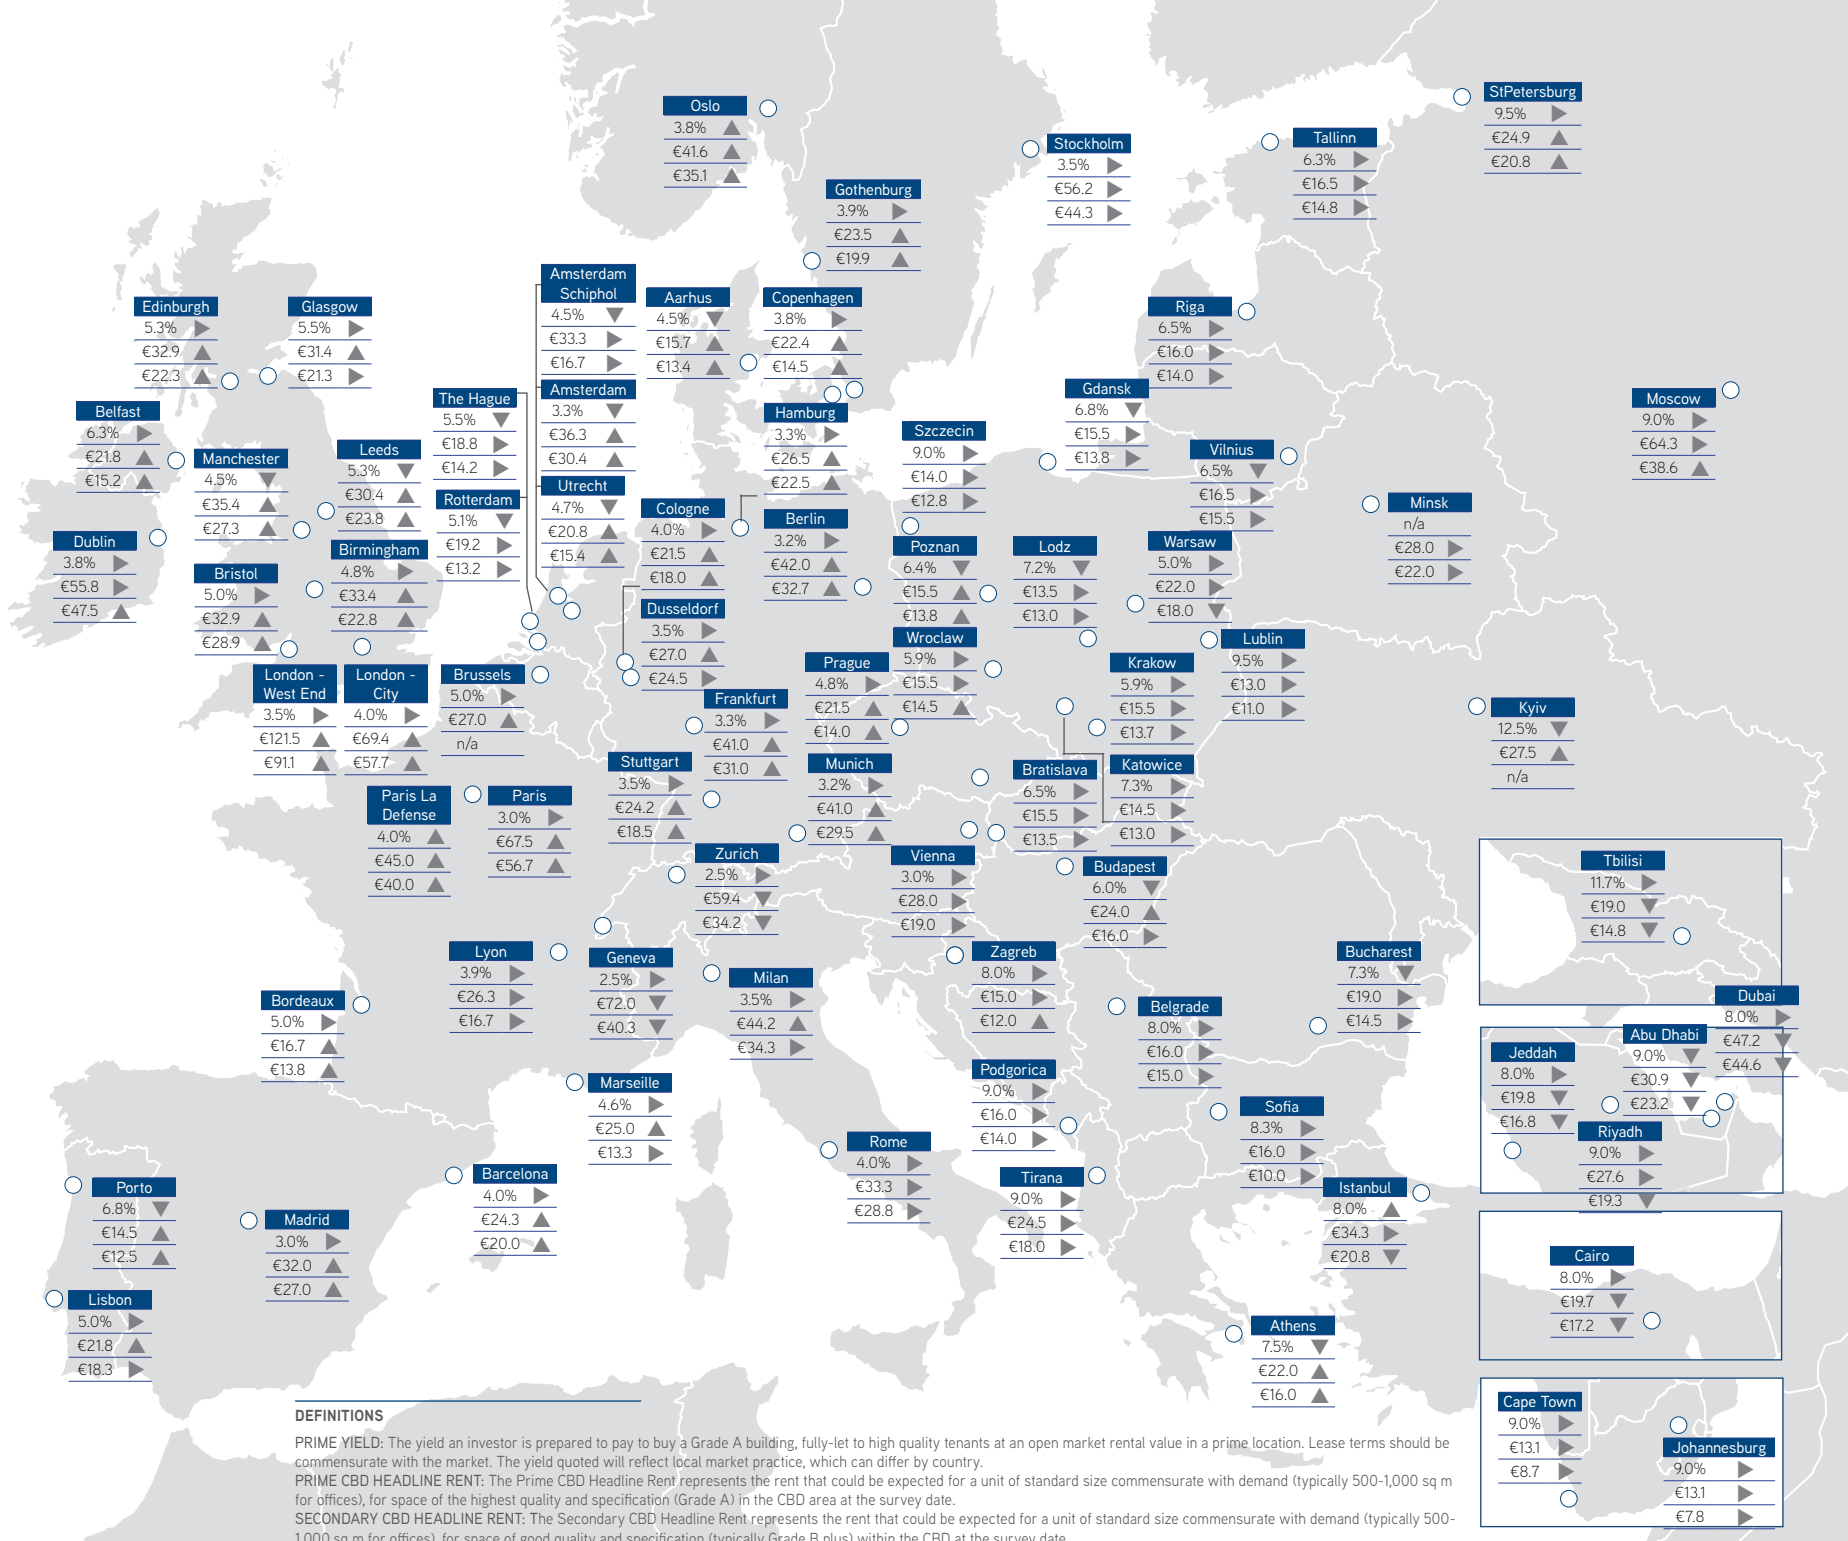 Oslo
3.8%
€41.6
€35.1
Stockholm
3.5%
€56.2
€44.3
StPetersburg
9.5%
€24.9
€20.8
Tallinn
6.3%
€16.5
€14.8
Gothenburg
3.9%
€23.5
€19.9
Edinburgh
5.3%
€32.9
€22.3
Glasgow
5.5%
€31.4
€21.3
Amsterdam
Schiphol
4.5%
€33.3
€16.7
Aarhus
4.5%
€15.7
€13.4
Copenhagen
3.8%
€22.4
€14.5
Riga
6.5%
€16.0
€14.0
Belfast
6.3%
€21.8
€15.2
Manchester
4.5%
€35.4
€27.3
Leeds
5.3%
€30.4
€23.8
The Hague
5.5%
€18.8
€14.2
Amsterdam
3.3%
€36.3
€30.4
Hamburg
3.3%
€26.5
€22.5
Szczecin
9.0%
€14.0
€12.8
Gdansk
6.8%
€15.5
€13.8
Vilnius
6.5%
€16.5
€15.5
Moscow
9.0%
€64.3
€38.6
Minsk
n/a
€28.0
€22.0
Dublin
3.8%
€55.8
€47.5
Bristol
5.0%
€32.9
€28.9
Birmingham
4.8%
€33.4
€22.8
Rotterdam
5.1%
€19.2
€13.2
Utrecht
4.7%
€20.8
€15.4
Cologne
4.0%
€21.5
€18.0
Berlin
3.2%
€42.0
€32.7
Poznan
6.4%
€15.5
€13.8
Lodz
7.2%
€13.5
€13.0
Warsaw
5.0%
€22.0
€18.0
Dusseldorf
3.5%
€27.0
€24.5
Wroclaw
5.9%
€15.5
€14.5
Lublin
9.5%
€13.0
€11.0
London -
West End
3.5%
€121.5
€91.1
London -
City
4.0%
€69.4
€57.7
Brussels
5.0%
€27.0
n/a
Frankfurt
3.3%
€41.0
€31.0
Prague
4.8%
€21.5
€14.0
Krakow
5.9%
€15.5
€13.7
Kyiv
12.5%
€27.5
n/a
Paris La
Defense
4.0%
€45.0
€40.0
Paris
3.0%
€67.5
€56.7
Stuttgart
3.5%
€24.2
€18.5
Munich
3.2%
€41.0
€29.5
Bratislava
6.5%
€15.5
€13.5
Katowice
7.3%
€14.5
€13.0
Zurich
2.5%
€59.4
€34.2
Vienna
3.0%
€28.0
€19.0
Budapest
6.0%
€24.0
€16.0
Tbilisi
11.7%
€19.0
€14.8
Lyon
3.9%
€26.3
€16.7
Geneva
2.5%
€72.0
€40.3
Milan
3.5%
€44.2
€34.3
Zagreb
8.0%
€15.0
€12.0
Belgrade
8.0%
€16.0
€15.0
Bucharest
7.3%
€19.0
€14.5
Bordeaux
5.0%
€16.7
€13.8
Dubai
8.0%
€47.2
€44.6
Abu Dhabi
9.0%
€30.9
€23.2
Jeddah
8.0%
€19.8
€16.8
Riyadh
9.0%
€27.6
€19.3
Marseille
4.6%
€25.0
€13.3
Podgorica
9.0%
€16.0
€14.0
Sofia
8.3%
€16.0
€10.0
Rome
4.0%
€33.3
€28.8
Tirana
9.0%
€24.5
€18.0
Istanbul
8.0%
€34.3
€20.8
Porto
6.8%
€14.5
€12.5
Madrid
3.0%
€32.0
€27.0
Barcelona
4.0%
€24.3
€20.0
Cairo
8.0%
€19.7
€17.2
Lisbon
5.0%
€21.8
€18.3
Athens
7.5%
€22.0
€16.0
Cape Town
9.0%
€13.1
€8.7
Johannesburg
9.0%
€13.1
€7.8
DEFINITIONS
PRIME YIELD: The yield an investor is prepared to pay to buy a Grade A building, fully-let to high quality tenants at an open market rental value in a prime location. Lease terms should be
commensurate with the market. The yield quoted will reflect local market practice, which can differ by country.
PRIME CBD HEADLINE RENT: The Prime CBD Headline Rent represents the rent that could be expected for a unit of standard size commensurate with demand (typically 500-1,000 sq m
for offices), for space of the highest quality and specification (Grade A) in the CBD area at the survey date.
SECONDARY CBD HEADLINE RENT: The Secondary CBD Headline Rent represents the rent that could be expected for a unit of standard size commensurate with demand (typically 500-
1,000 sq m for offices), for space of good quality and specification (typically Grade B plus) within the CBD at the survey date.